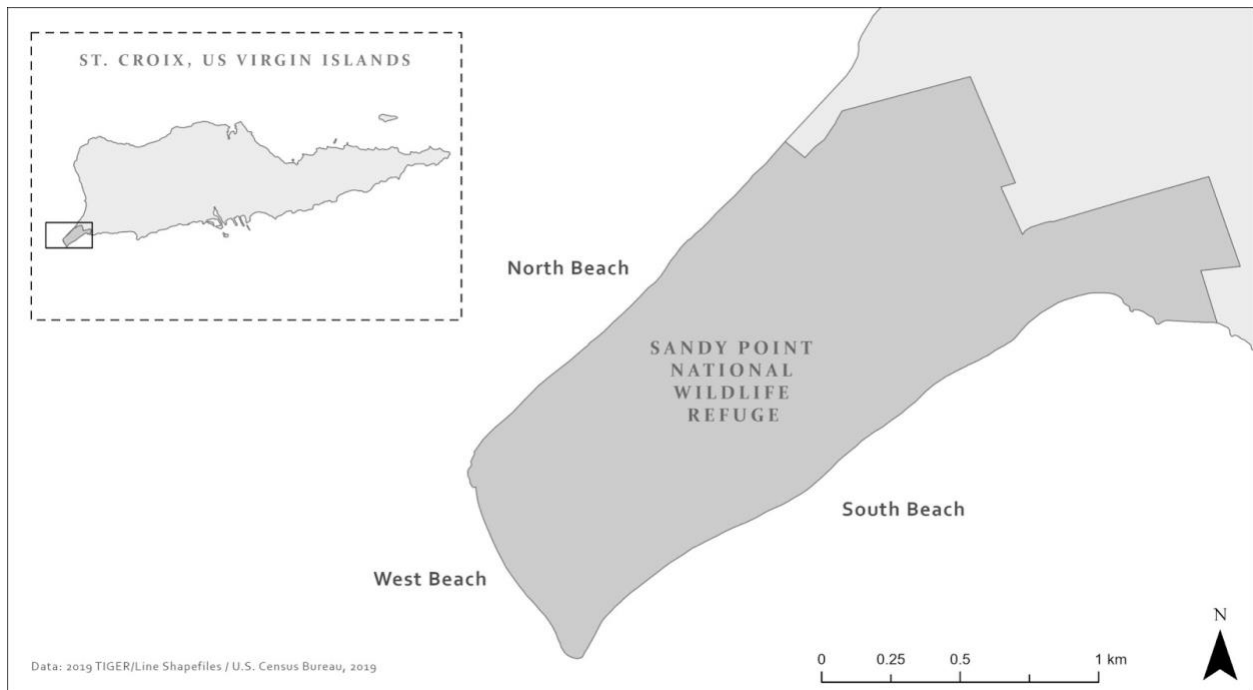 ST. CROIX, US VIRGIN ISLANDS
North Beach
SANDY POINT
NATIONAL
WILDLIFE
REFUGE
South Beach
West Beach
N
0 0.25 0.5 1 km
Data: 2019 TIGER/Line Shapefiles / U.S. Census Bureau, 2019